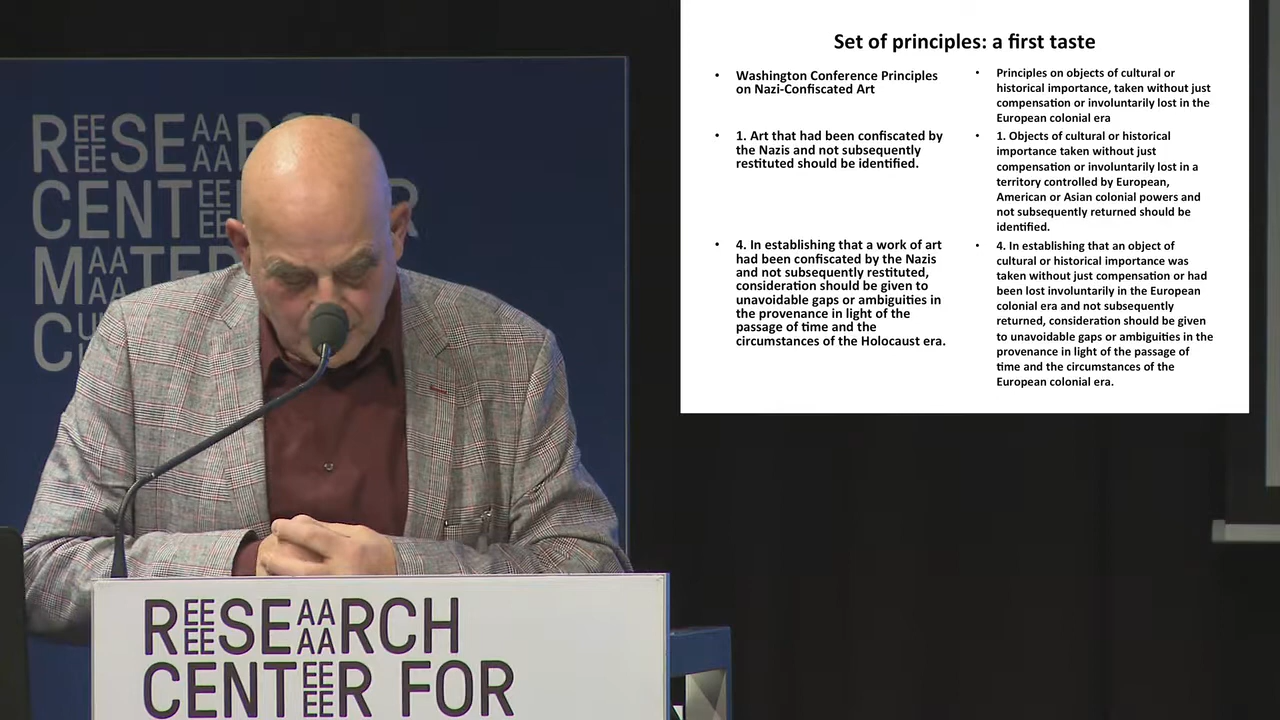 RESEARCH
CENTER
RESEARCH
CENTER FOR
Set of principles: a first taste
• Washington Conference Principles
on Nazi-Confiscated Art
• 1. Art that had been confiscated by
the Nazis and not subsequently
restituted should be identified.
• 4. In establishing that a work of art
had been confiscated by the Nazis
and not subsequently restituted,
consideration should be given to
unavoidable gaps or ambiguities in
the provenance in light of the
passage of time and the
circumstances of the Holocaust era.
• Principles on objects of cultural or
historical importance, taken without just
compensation or involuntarily lost in the
European colonial era
• 1. Objects of cultural or historical
importance taken without just
compensation or involuntarily lost in a
territory controlled by European,
American or Asian colonial powers and
not subsequently returned should be
identified.
• 4. In establishing that an object of
cultural or historical importance was
taken without just compensation or had
been lost involuntarily in the European
colonial era and not subsequently
returned, consideration should be given
to unavoidable gaps or ambiguities in the
provenance in light of the passage of
time and the circumstances of the
European colonial era.